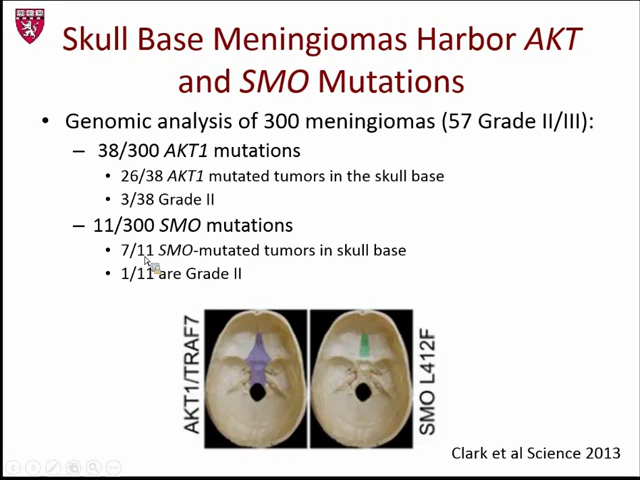 Skull Base Meningiomas Harbor AKT
and SMO Mutations
• Genomic analysis of 300 meningiomas (57 Grade II/III):
– 38/300 AKT1 mutations
• 26/38 AKT1 mutated tumors in the skull base
• 3/38 Grade II
– 11/300 SMO mutations
• 7/11 SMO-mutated tumors in skull base
• 1/11 are Grade II
AKT1/TRAF7
SMO L412F
Clark et al Science 2013